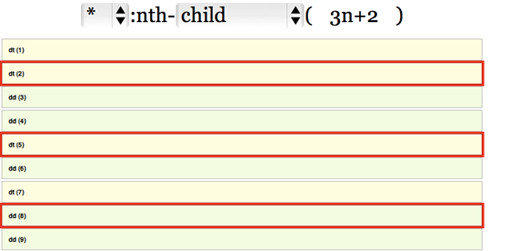 * :nth- child ( 3n+2 )
dt (1)
dt (2)
dd (3)
dd (4)
dt (5)
dd (6)
dt (7)
dd (8)
dd (9)